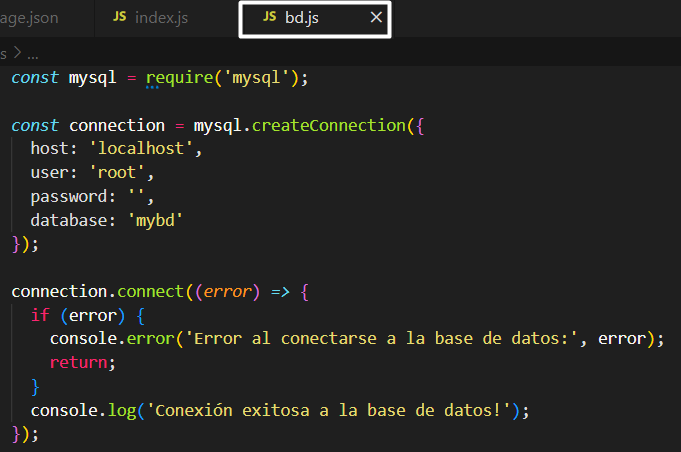 age.json JS index.js JS bd.js ×
s > ...
const mysql = require('mysql');
const connection = mysql.createConnection({
  host: 'localhost',
  user: 'root',
  password: '',
  database: 'mybd'
});
connection.connect((error) => {
  if (error) {
    console.error('Error al conectarse a la base de datos:', error);
    return;
  }
  console.log('Conexión exitosa a la base de datos!');
});